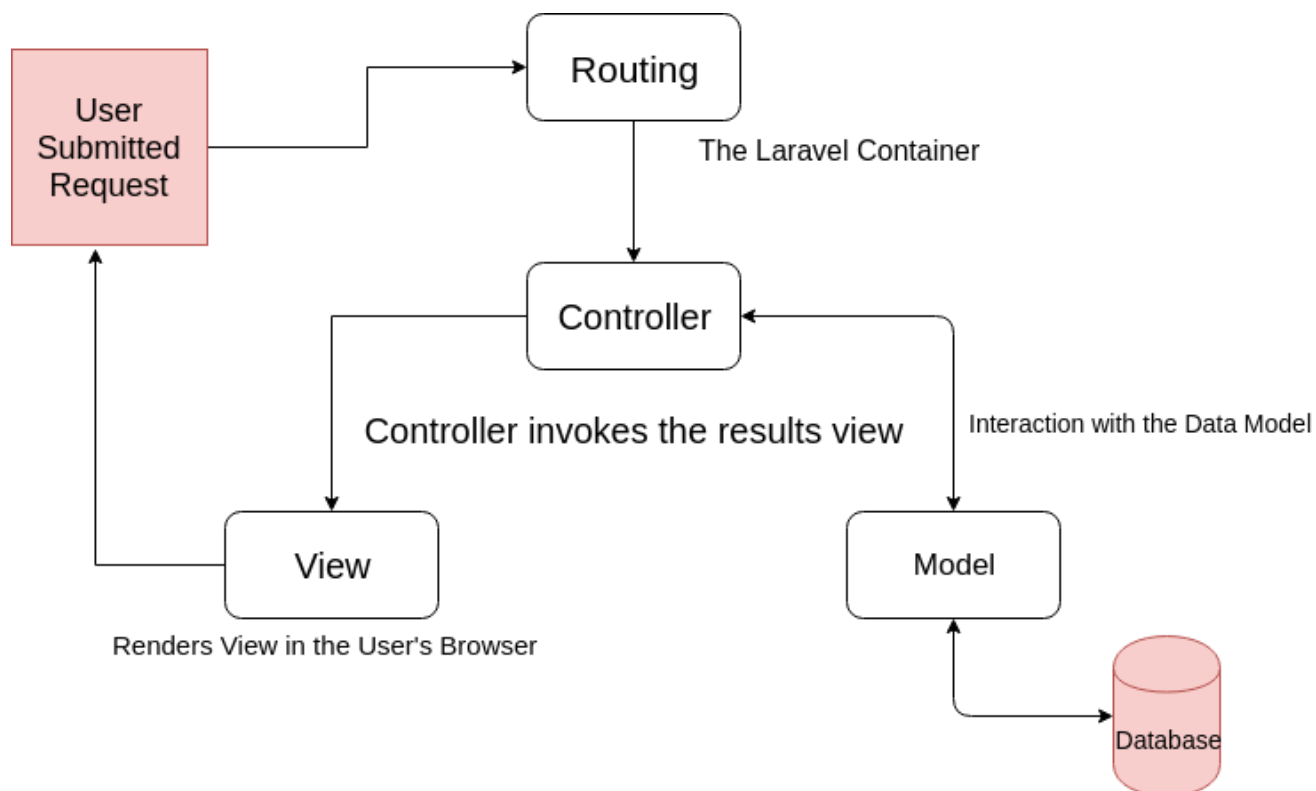 Routing
User
Submitted
Request
The Laravel Container
Controller
Controller invokes the results view
Interaction with the Data Model
View
Model
Renders View in the User's Browser
Database